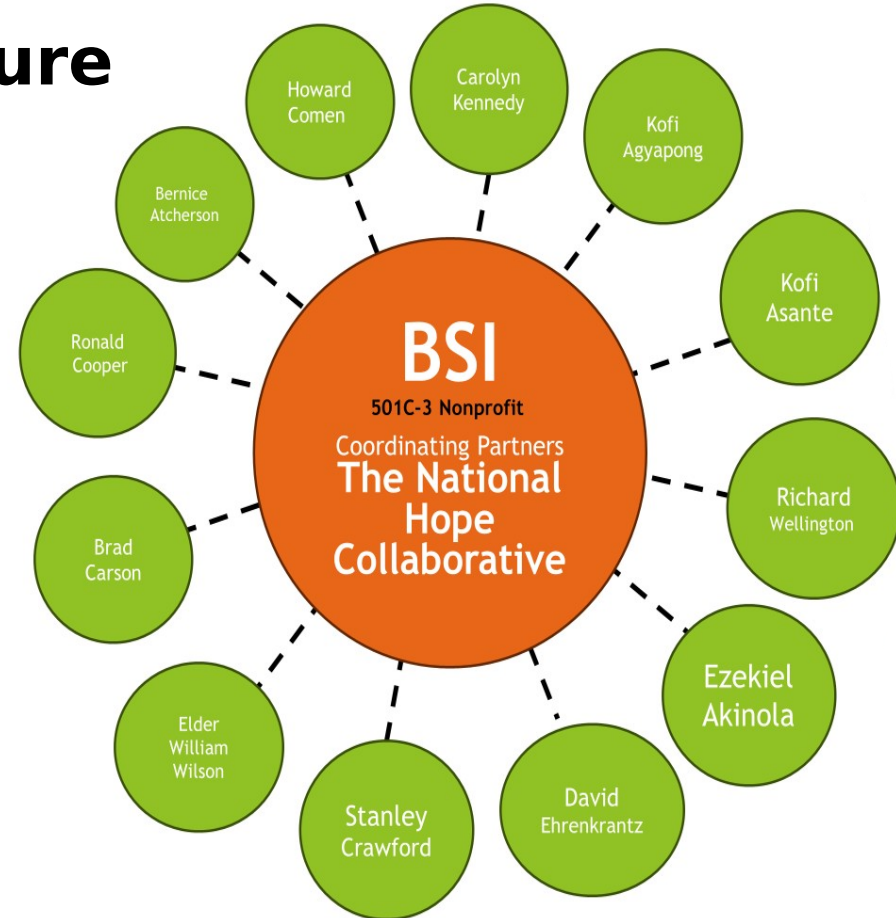 ure
Howard
Comen
Carolyn
Kennedy
Kofi
Agyapong
Bernice
Atcherson
Kofi
Asante
Ronald
Cooper
BSI
501C-3 Nonprofit
Coordinating Partners
The National
Hope
Collaborative
Richard
Wellington
Brad
Carson
Ezekiel
Akinola
Elder
William
Wilson
Stanley
Crawford
David
Ehrenkrantz